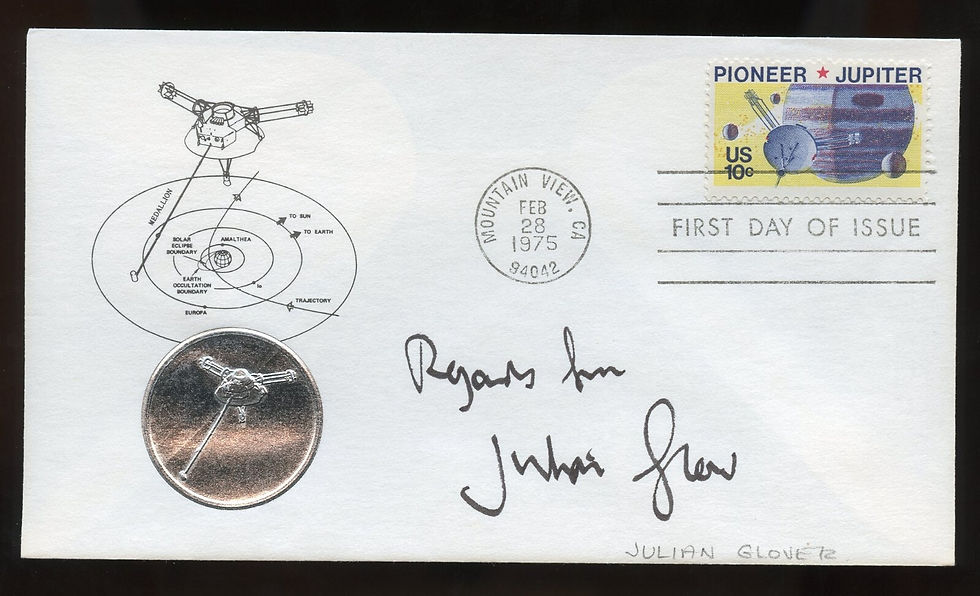 PIONEER ★ JUPITER
US
10c
MOUNTAIN VIEW, CA
FEB
28
1975
94042
FIRST DAY OF ISSUE
MEDALLION
TO SUN
TO EARTH
SOLAR
ECLIPSE
BOUNDARY
AMALTHEA
EARTH
OCCULTATION
BOUNDARY
Io
TRAJECTORY
EUROPA
Regards from
Julian Glover
JULIAN GLOVER